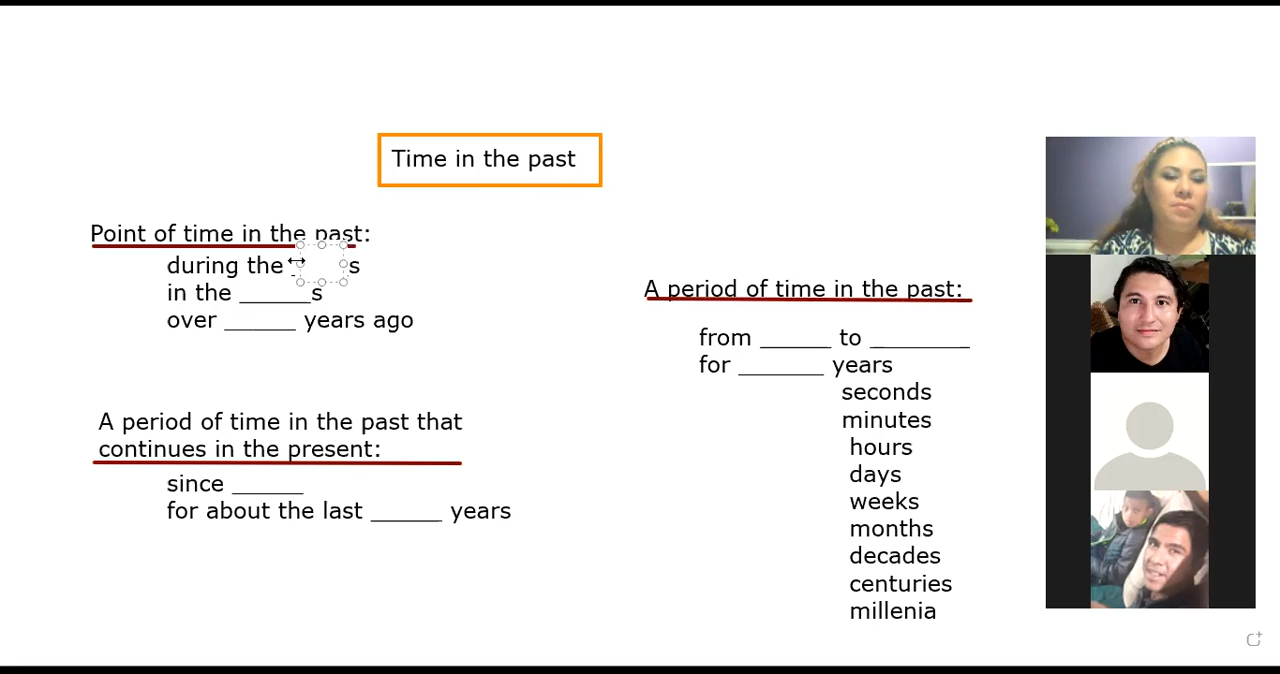 Time in the past
Point of time in the past:
during the s
in the ______s
over ______ years ago
A period of time in the past that
continues in the present:
since ______
for about the last ______ years
A period of time in the past:
from ______ to ________
for _______ years
seconds
minutes
hours
days
weeks
months
decades
centuries
millenia